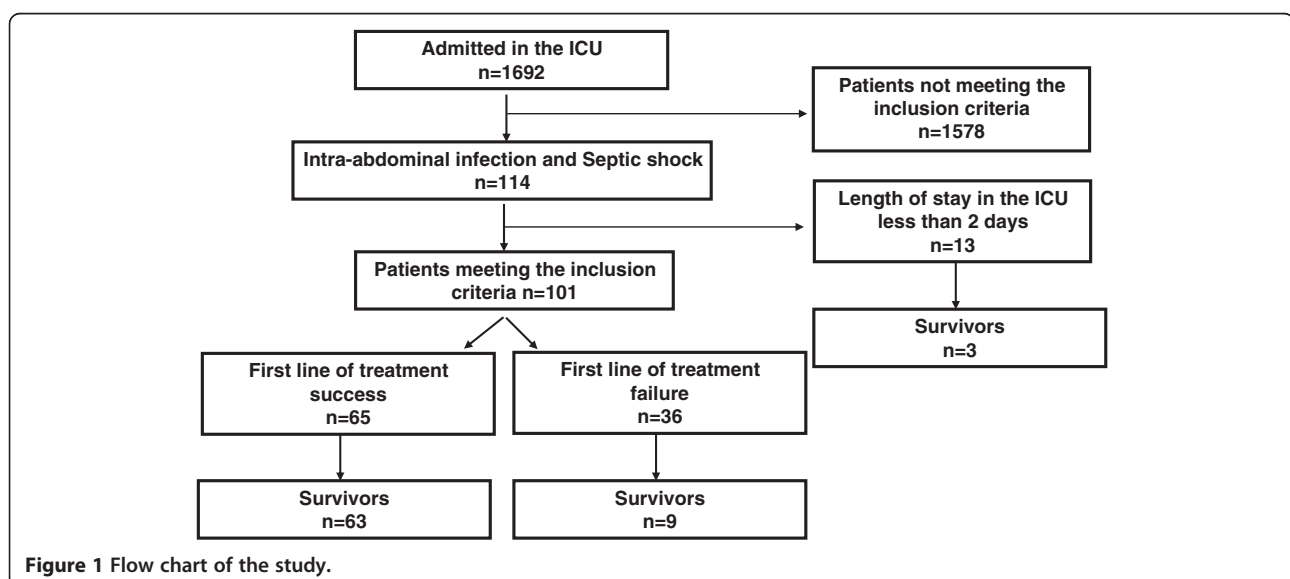 Admitted in the ICU
n=1692
Patients not meeting the
inclusion criteria
n=1578
Intra-abdominal infection and Septic shock
n=114
Length of stay in the ICU
less than 2 days
n=13
Patients meeting the inclusion
criteria n=101
Survivors
n=3
First line of treatment
success
n=65
First line of treatment
failure
n=36
Survivors
n=63
Survivors
n=9
Figure 1 Flow chart of the study.